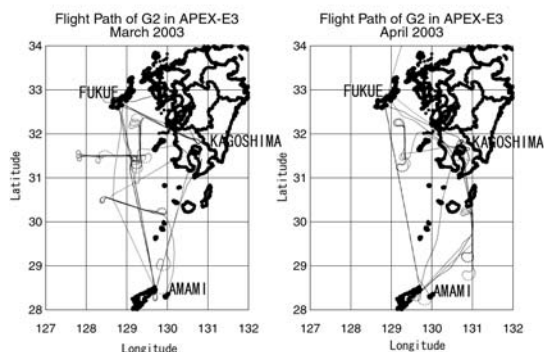 Flight Path of G2 in APEX-E3
March 2003
34
33
32
31
30
29
28
127 128 129 130 131 132
Latitude
Longitude
FUKUE
KAGOSHIMA
AMAMI
Flight Path of G2 in APEX-E3
April 2003
34
33
32
31
30
29
28
127 128 129 130 131 132
Latitude
Longitude
FUKUE
KAGOSHIMA
AMAMI